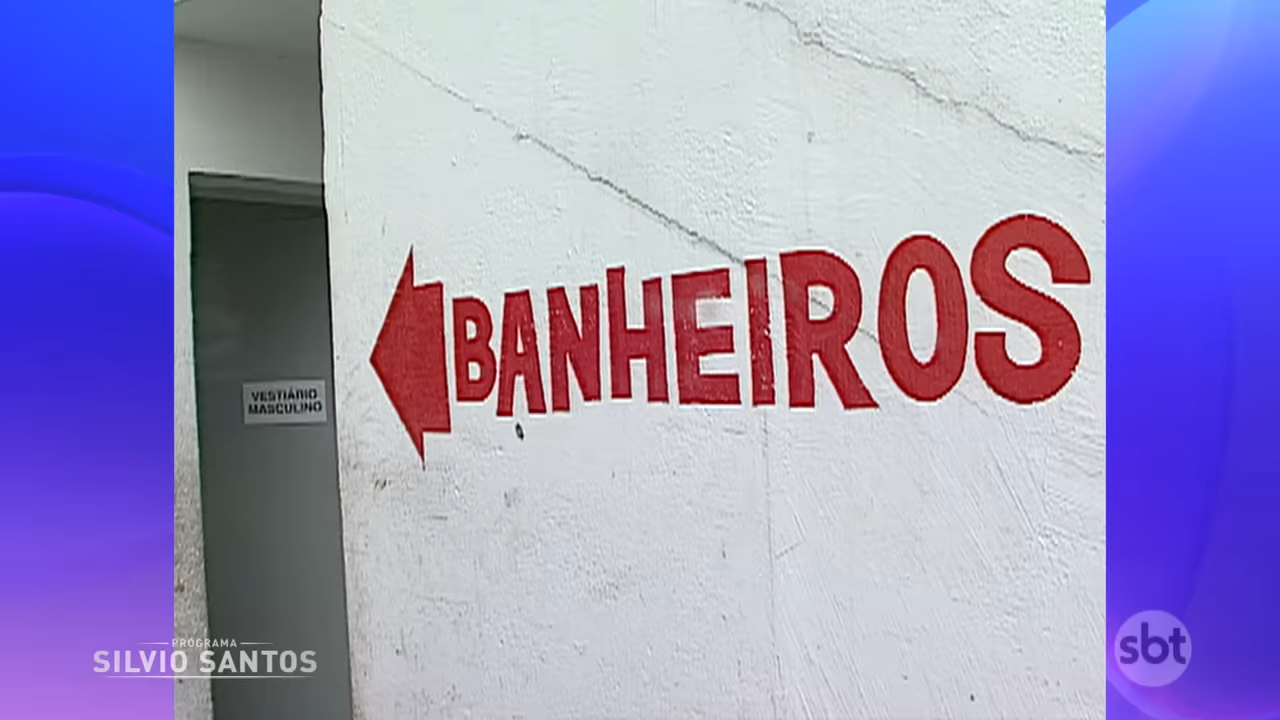 BANHEIROS
VESTIÁRIO
MASCULINO
PROGRAMA
SILVIO SANTOS
sbt